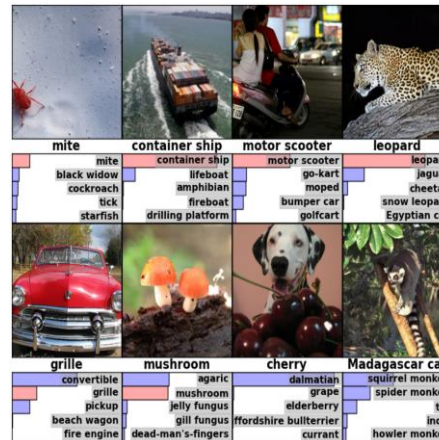 mite
container ship
motor scooter
leopard
mite
black widow
cockroach
tick
starfish
container ship
lifeboat
amphibian
fireboat
drilling platform
motor scooter
go-kart
moped
bumper car
golfcart
leopa
jagu
cheeta
snow leopa
Egyptian c
grille
mushroom
cherry
Madagascar ca
convertible
grille
pickup
beach wagon
fire engine
agaric
mushroom
jelly fungus
gill fungus
dead-man's-fingers
dalmatian
grape
elderberry
ffordshire bullterrier
currant
squirrel monk
spider monk
t
ind
howler monk